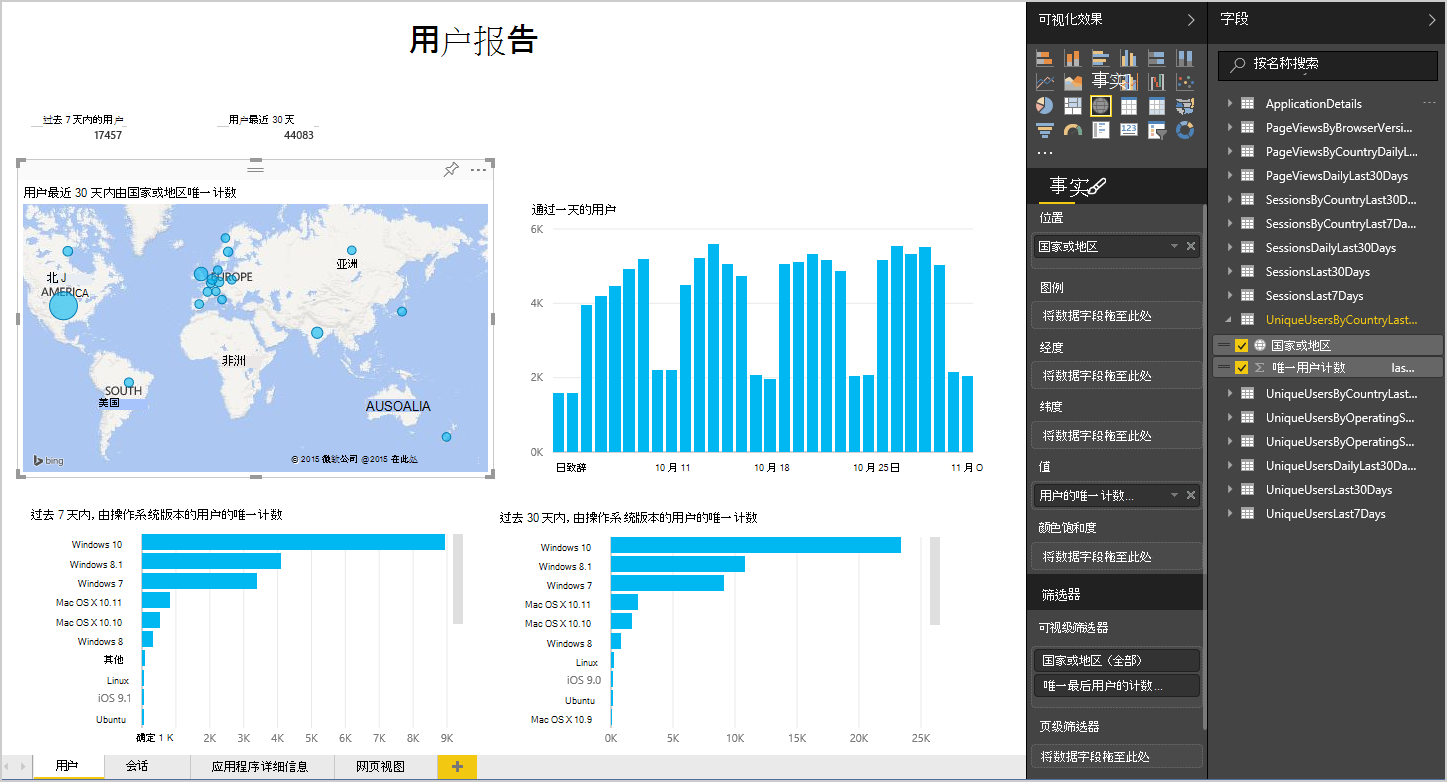 用户报告
过去 7 天内的用户
17457
用户最近 30 天
44083
用户最近 30 天内由国家或地区唯一计数
北 J
AMERICA
EUROPE
亚洲
非洲
SOUTH
美国
AUSOALIA
bing
© 2015 微软公司 @2015 在此处
通过一天的用户
6K
4K
2K
0K
日致辞
10 月 11
10 月 18
10 月 25日
11 月 O
过去 7 天内, 由操作系统版本的用户的唯一计数
Windows 10
Windows 8.1
Windows 7
Mac OS X 10.11
Mac OS X 10.10
Windows 8
其他
Linux
iOS 9.1
Ubuntu
确定 1 K
2K
3K
4K
5K
6K
7K
8K
9K
过去 30 天内, 由操作系统版本的用户的唯一计数
Windows 10
Windows 8.1
Windows 7
Mac OS X 10.11
Mac OS X 10.10
Windows 8
Linux
iOS 9.0
Ubuntu
Mac OS X 10.9
0K
5K
10K
15K
20K
25K
用户
会话
应用程序详细信息
网页视图
可视化效果
事实
事实
位置
国家或地区
图例
将数据字段拖至此处
经度
将数据字段拖至此处
纬度
将数据字段拖至此处
值
用户的唯一计数...
颜色饱和度
将数据字段拖至此处
筛选器
可视级筛选器
国家或地区（全部）
唯一最后用户的计数...
页级筛选器
将数据字段拖至此处
字段
按名称搜索
ApplicationDetails
PageViewsByBrowserVersi...
PageViewsByCountryDailyL...
PageViewsDailyLast30Days
SessionsByCountryLast30D...
SessionsByCountryLast7Da...
SessionsDailyLast30Days
SessionsLast30Days
SessionsLast7Days
UniqueUsersByCountryLast...
国家或地区
唯一用户计数 las...
UniqueUsersByCountryLast...
UniqueUsersByOperatingS...
UniqueUsersByOperatingS...
UniqueUsersDailyLast30Da...
UniqueUsersLast30Days
UniqueUsersLast7Days